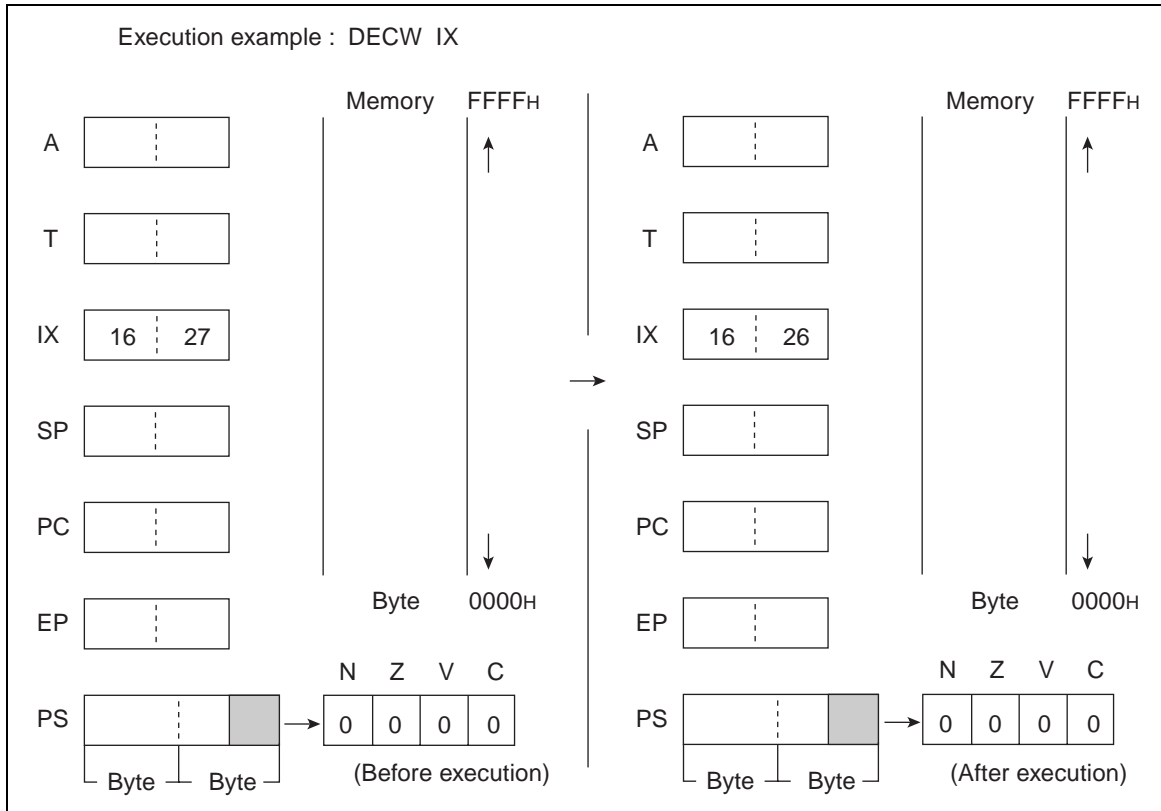 Execution example : DECW IX
Memory FFFFH
A
T
IX 16 27
SP
PC
EP
Byte 0000H
N Z V C
PS 0 0 0 0
Byte Byte
(Before execution)
Memory FFFFH
A
T
IX 16 26
SP
PC
EP
Byte 0000H
N Z V C
PS 0 0 0 0
Byte Byte
(After execution)